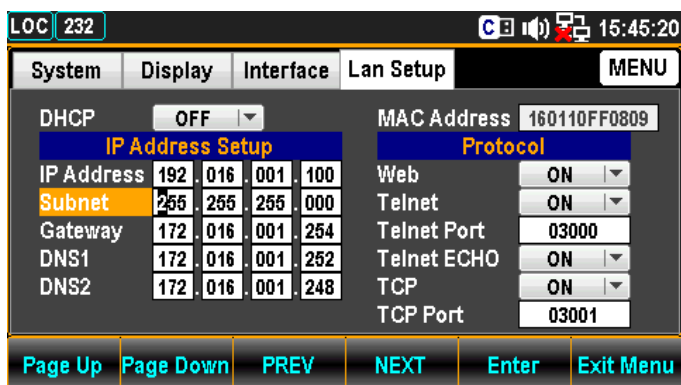 LOC 232 C 15:45:20
System Display Interface Lan Setup MENU
DHCP OFF MAC Address 160110FF0809
IP Address Setup Protocol
IP Address 192 . 016 . 001 . 100 Web ON
Subnet 255 . 255 . 255 . 000 Telnet ON
Gateway 172 . 016 . 001 . 254 Telnet Port 03000
DNS1 172 . 016 . 001 . 252 Telnet ECHO ON
DNS2 172 . 016 . 001 . 248 TCP ON
TCP Port 03001
Page Up Page Down PREV NEXT Enter Exit Menu